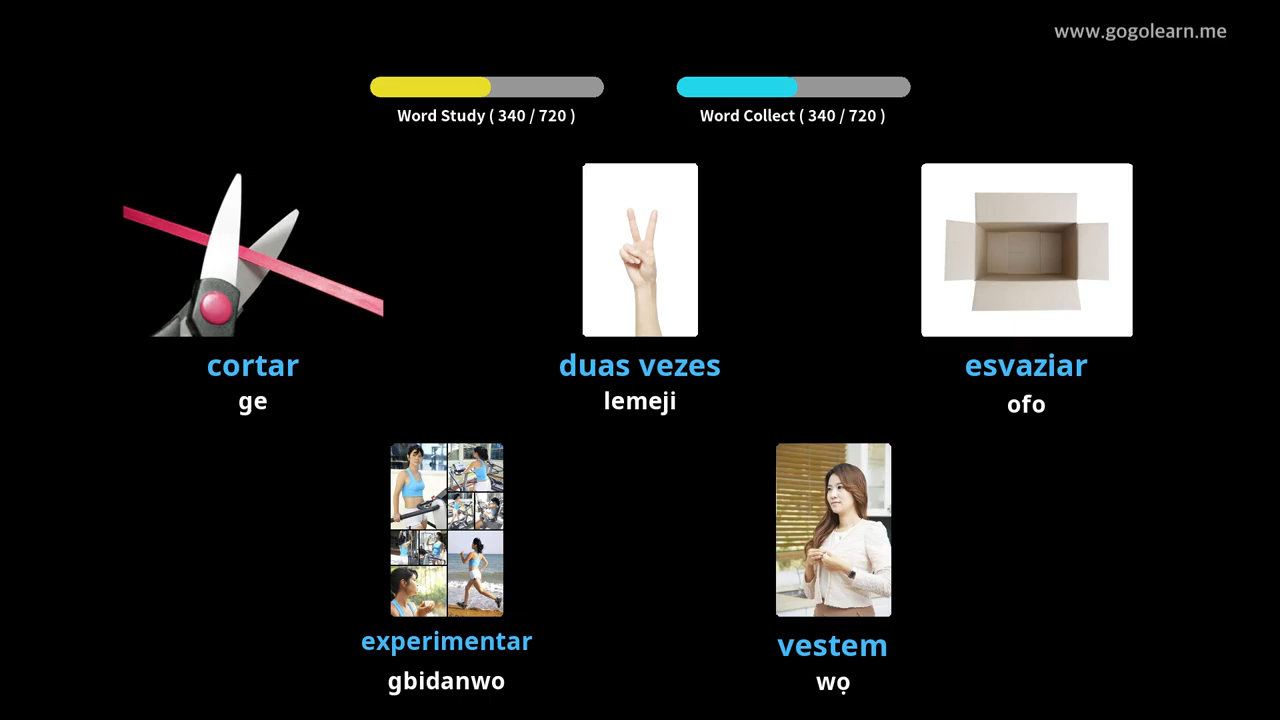 www.gogolearn.me
Word Study ( 340 / 720 )
Word Collect ( 340 / 720 )
cortar
ge
duas vezes
lemeji
esvaziar
ofo
experimentar
gbidanwo
vestem
wọ